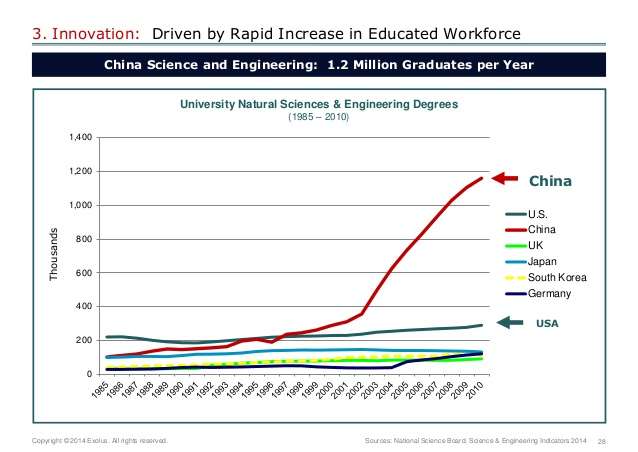 3. Innovation: Driven by Rapid Increase in Educated Workforce
China Science and Engineering: 1.2 Million Graduates per Year
University Natural Sciences & Engineering Degrees
(1985 – 2010)
1,400
1,200
1,000
800
600
400
200
0
Thousands
China
U.S.
China
UK
Japan
South Korea
Germany
USA
1985 1986 1987 1988 1989 1990 1991 1992 1993 1994 1995 1996 1997 1998 1999 2000 2001 2002 2003 2004 2005 2006 2007 2008 2009 2010
Copyright ©2014 Exolus. All rights reserved.
Sources: National Science Board, Science & Engineering Indicators 2014 28